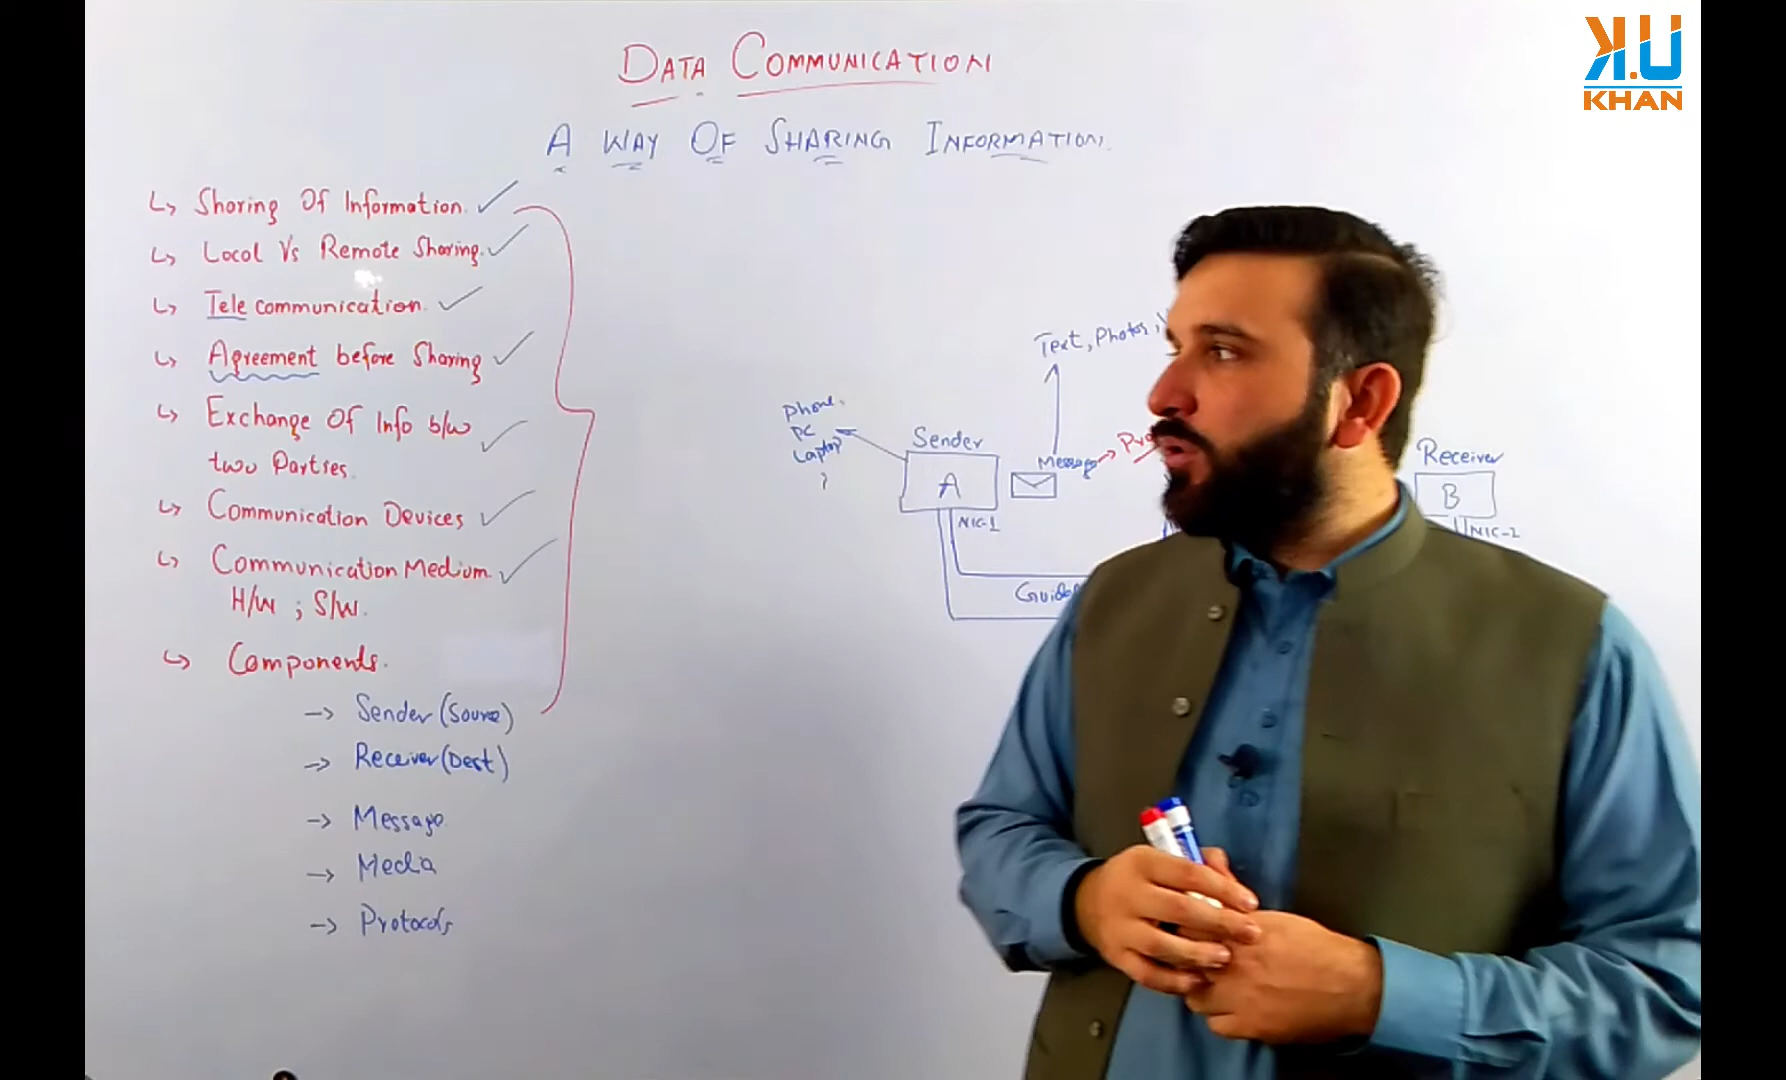 DATA COMMUNICATION
A WAY OF SHARING INFORMATION.
Sharing Of Information.
Local Vs Remote Sharing.
Tele communication.
Agreement before Sharing
Exchange Of Info b/w
two Parties.
Communication Devices
Communication Medium.
H/W ; S/W.
Components.
Sender (Source)
Receiver (Dest)
Message
Media
Protocols
Text, Photos,
Phone,
PC
Laptop
Sender
A
NIC-1
Message
Receiver
B
NIC-2
K.U
KHAN